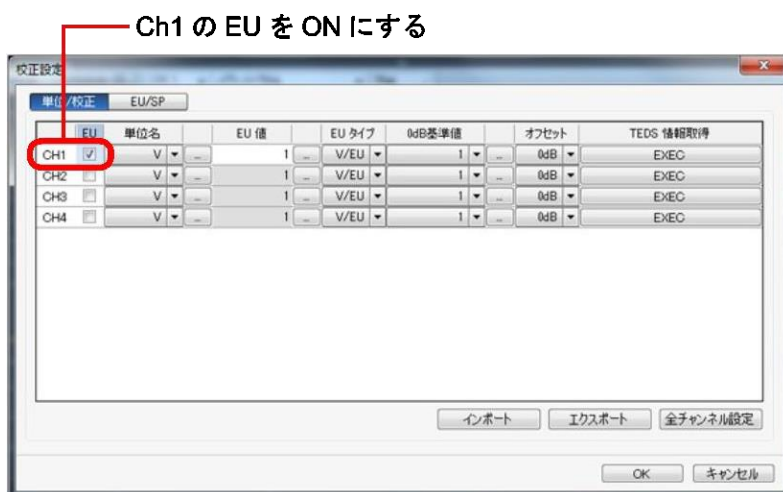 Ch1 の EU を ON にする
校正設定
単位/校正 EU/SP
EU 単位名 EU 値 EU タイプ 0dB基準値 オフセット TEDS 情報取得
CH1 V ... 1 ... V/EU 1 ... 0dB EXEC
CH2 V ... 1 ... V/EU 1 ... 0dB EXEC
CH3 V ... 1 ... V/EU 1 ... 0dB EXEC
CH4 V ... 1 ... V/EU 1 ... 0dB EXEC
インポート エクスポート 全チャンネル設定
OK キャンセル